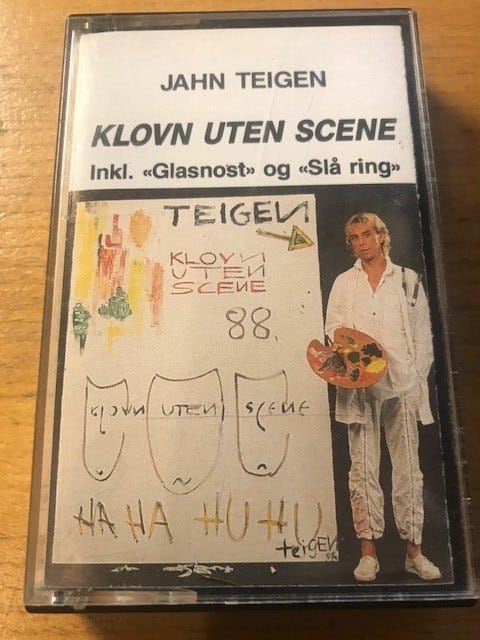 JAHN TEIGEN
KLOVN UTEN SCENE
Inkl. «Glasnost» og «Slå ring»
TEIGEN
KLOVN
UTEN
SCENE
88.
KLOVN UTEN SCENE
HA HA HU HU
teigen